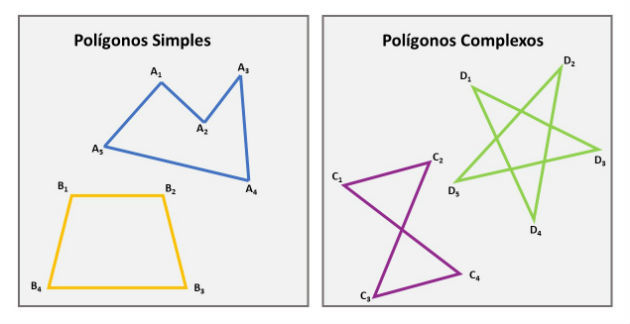 Polígonos Simples
A1
A3
A2
A5
A4
B1
B2
B4
B3
Polígonos Complexos
D2
D1
D3
C2
C1
D5
D4
C4
C3